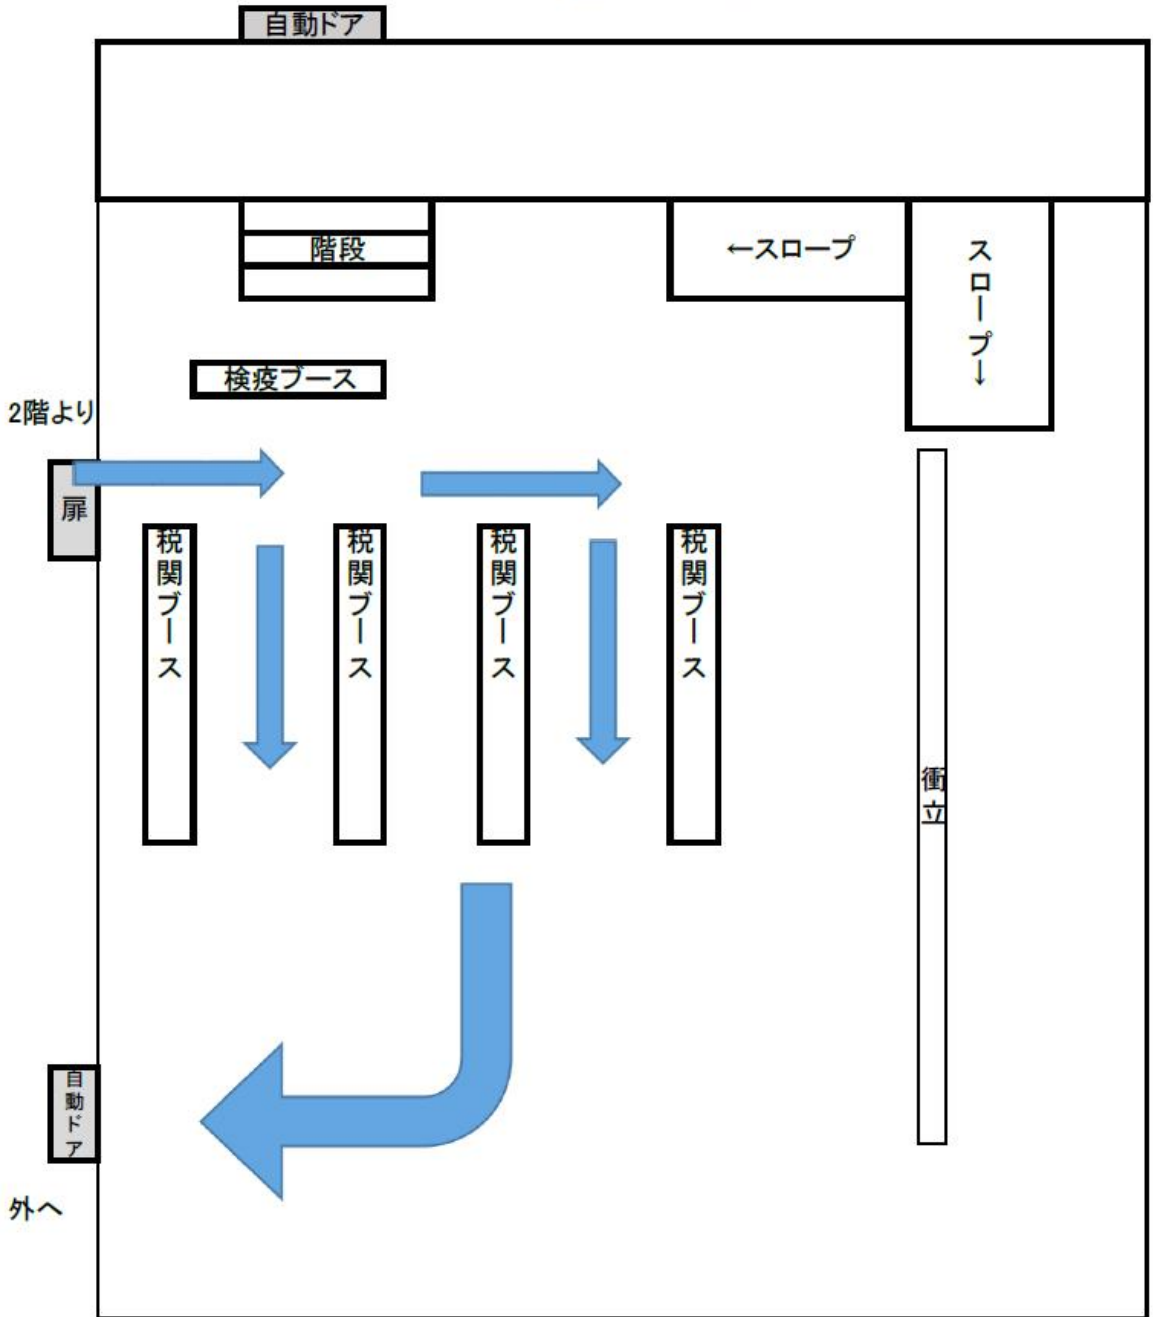 自動ドア
階段
←スロープ
スロープ↓
検疫ブース
2階より
扉
税関ブース
税関ブース
税関ブース
税関ブース
衝立
自動ドア
外へ